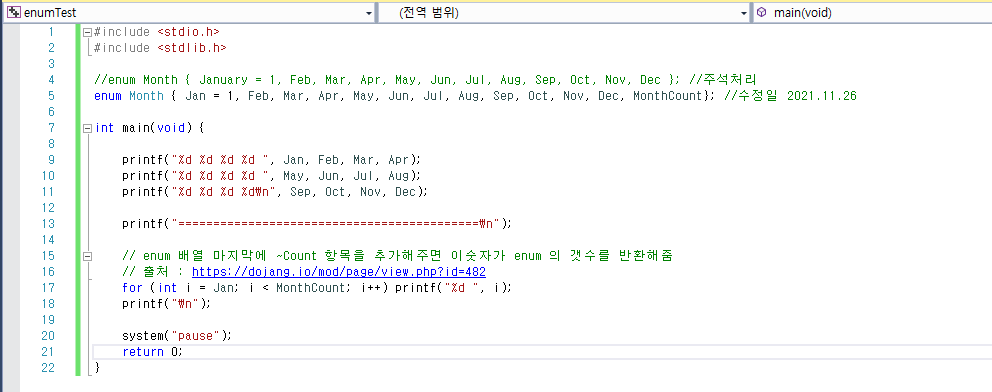 enumTest (전역 범위) main(void)
1 #include <stdio.h>
2 #include <stdlib.h>
3
4 //enum Month { January = 1, Feb, Mar, Apr, May, Jun, Jul, Aug, Sep, Oct, Nov, Dec }; //주석처리
5 enum Month { Jan = 1, Feb, Mar, Apr, May, Jun, Jul, Aug, Sep, Oct, Nov, Dec, MonthCount}; //수정일 2021.11.26
6
7 int main(void) {
8
9 printf("%d %d %d %d ", Jan, Feb, Mar, Apr);
10 printf("%d %d %d %d ", May, Jun, Jul, Aug);
11 printf("%d %d %d %d₩n", Sep, Oct, Nov, Dec);
12
13 printf("===========================================₩n");
14
15 // enum 배열 마지막에 ~Count 항목을 추가해주면 이숫자가 enum 의 갯수를 반환해줌
16 // 출처 : https://dojang.io/mod/page/view.php?id=482
17 for (int i = Jan; i < MonthCount; i++) printf("%d ", i);
18 printf("₩n");
19
20 system("pause");
21 return 0;
22 }